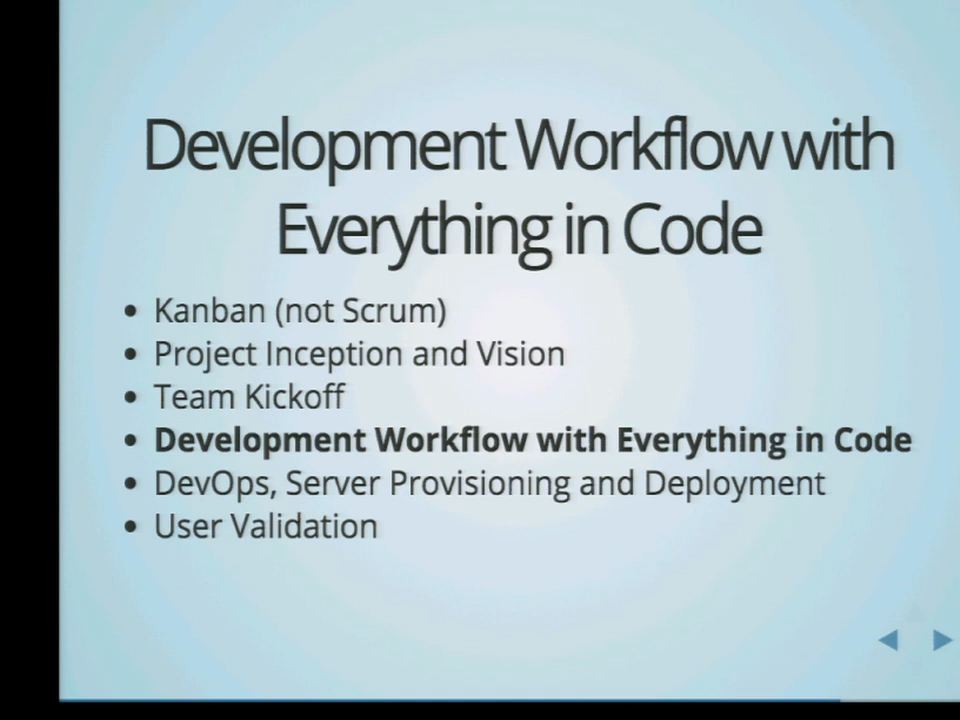 Development Workflow with
Everything in Code
Kanban (not Scrum)
Project Inception and Vision
Team Kickoff
Development Workflow with Everything in Code
DevOps, Server Provisioning and Deployment
User Validation